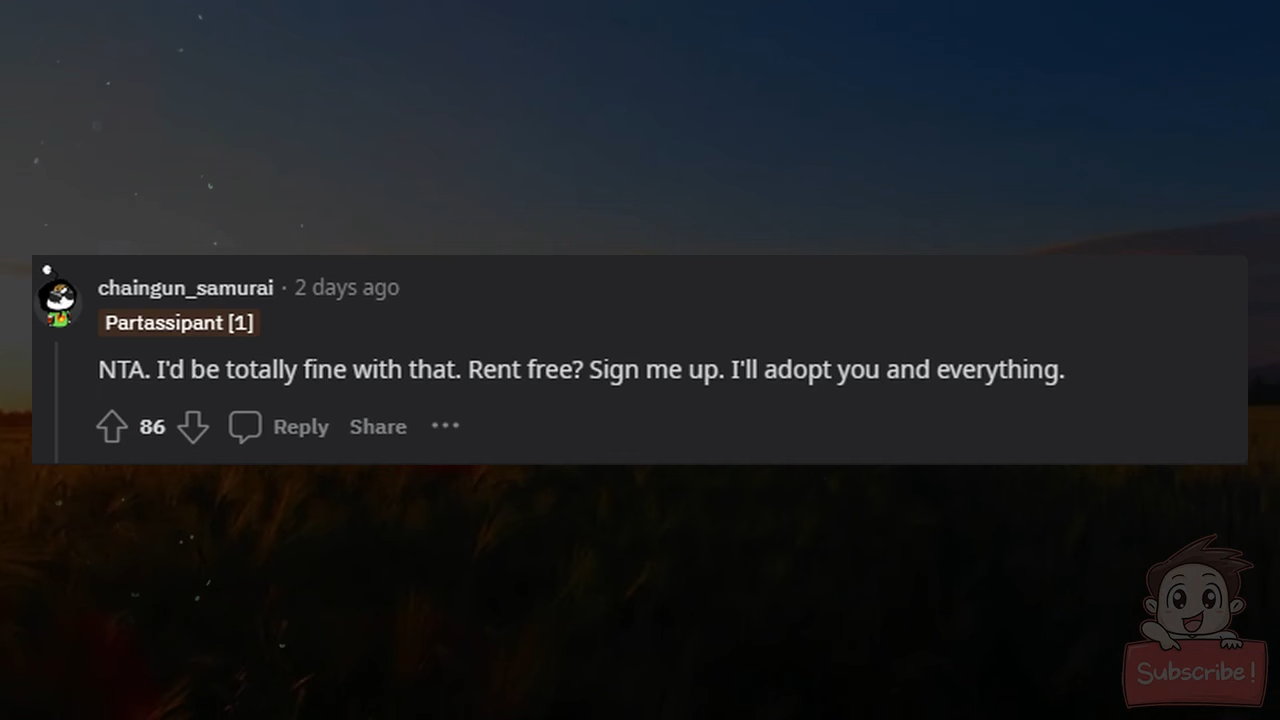 chaingun_samurai · 2 days ago
Partassipant [1]
NTA. I'd be totally fine with that. Rent free? Sign me up. I'll adopt you and everything.
86 Reply Share ···
Subscribe!